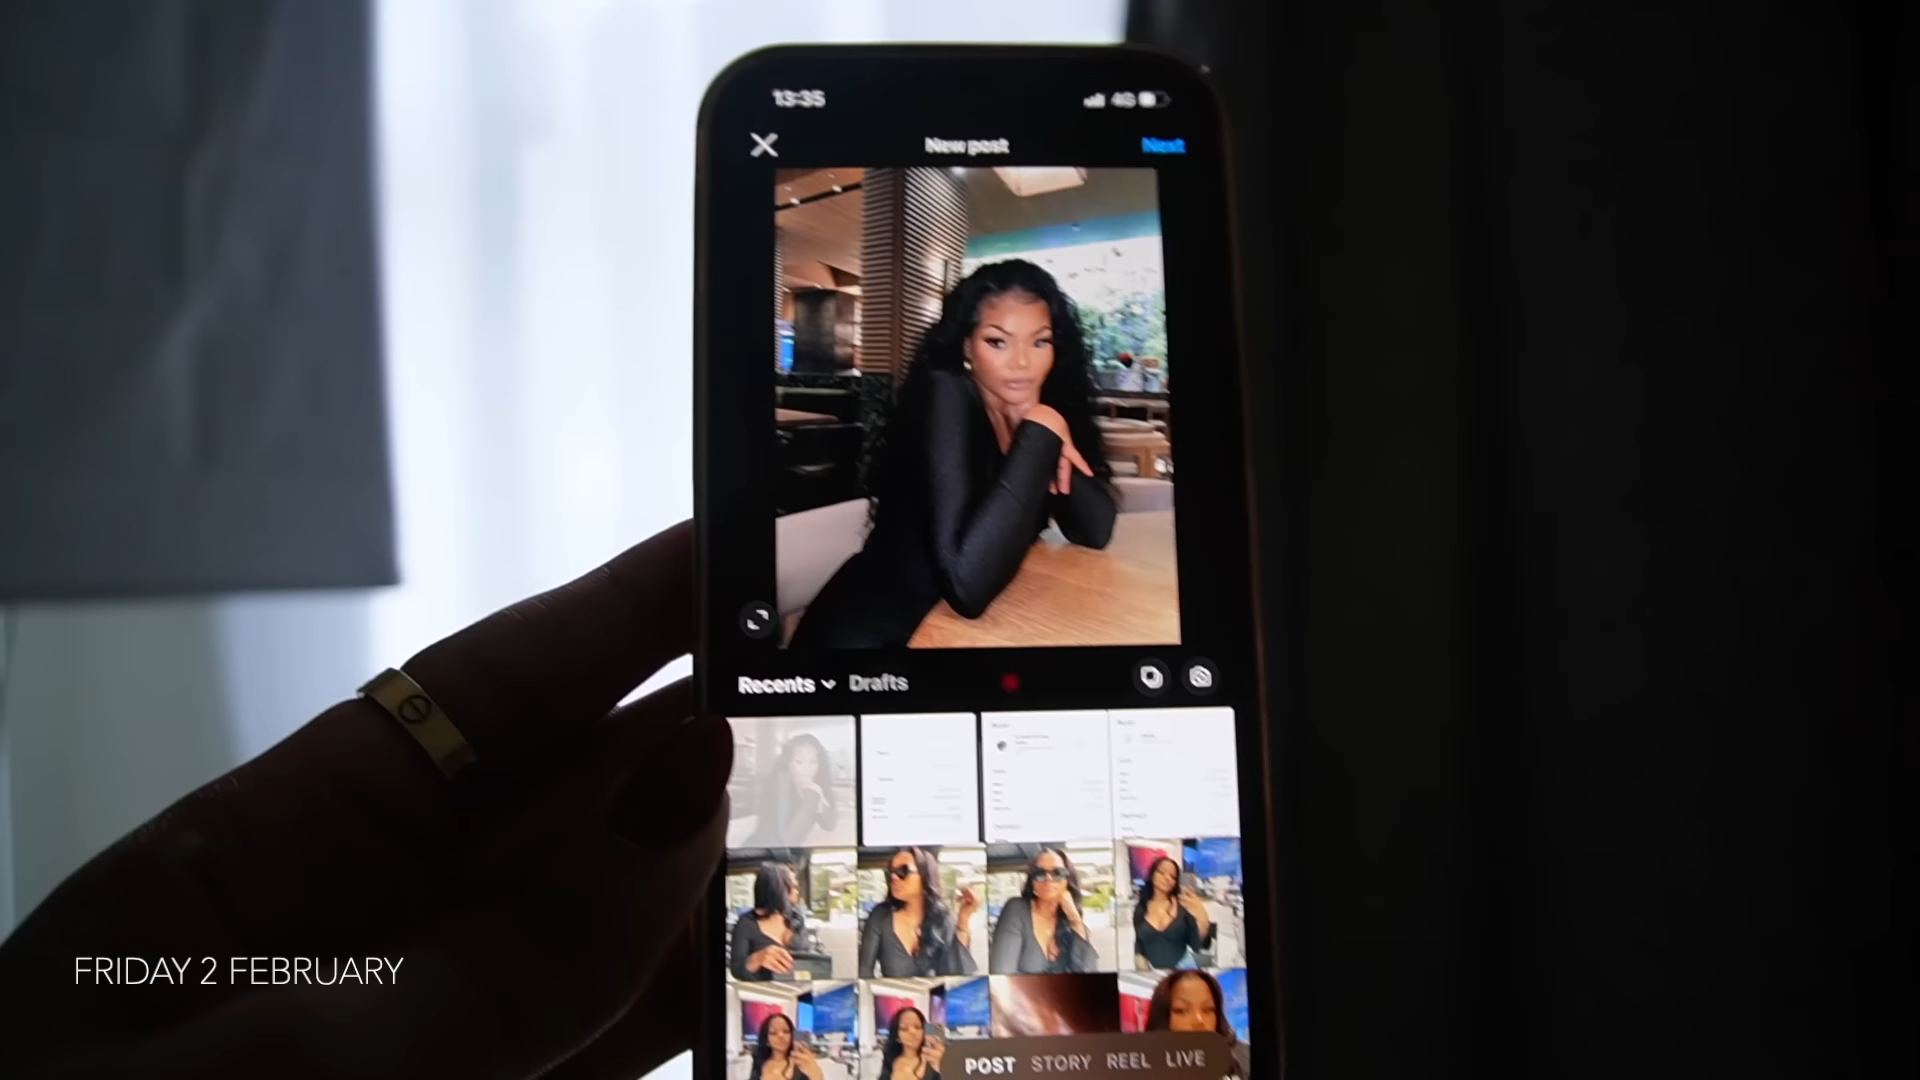 13:35
4G
New post
Next
Recents
Drafts
FRIDAY 2 FEBRUARY
POST
STORY
REEL
LIVE